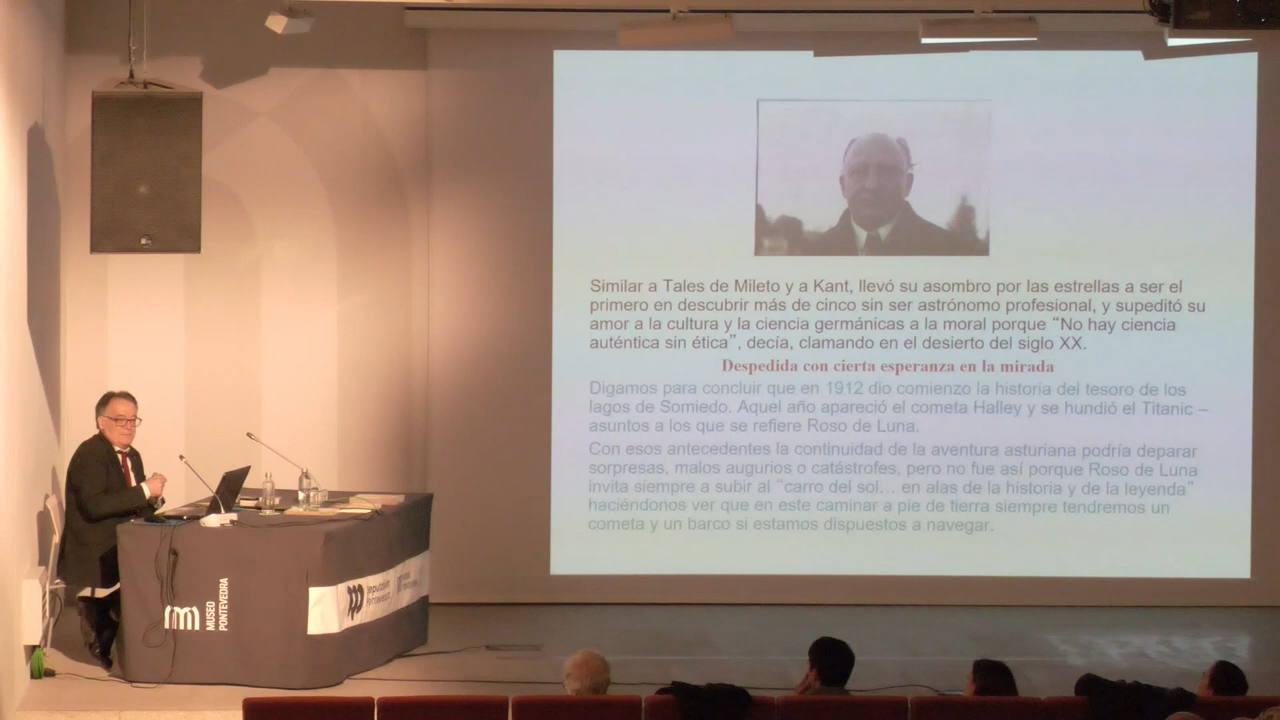 Similar a Tales de Mileto y a Kant, llevó su asombro por las estrellas a ser el
primero en descubrir más de cinco sin ser astrónomo profesional, y supeditó su
amor a la cultura y la ciencia germánicas a la moral porque “No hay ciencia
auténtica sin ética”, decía, clamando en el desierto del siglo XX.
Despedida con cierta esperanza en la mirada
Digamos para concluir que en 1912 dio comienzo la historia del tesoro de los
lagos de Somiedo. Aquel año apareció el cometa Halley y se hundió el Titanic –
asuntos a los que se refiere Roso de Luna.
Con esos antecedentes la continuidad de la aventura asturiana podría deparar
sorpresas, malos augurios o catástrofes, pero no fue así porque Roso de Luna
invita siempre a subir al “carro del sol... en alas de la historia y de la leyenda”
haciéndonos ver que en este caminar a pie de tierra siempre tendremos un
cometa y un barco si estamos dispuestos a navegar.
MUSEO
PONTEVEDRA
Deputación
Pontevedra